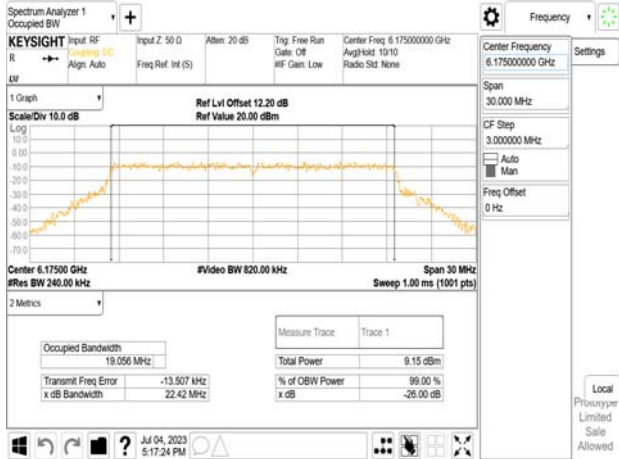 Spectrum Analyzer 1
Occupied BW
+
Frequency
KEYSIGHT Input: RF Input Z: 50 Ω Atten: 20 dB Trig: Free Run Center Freq: 6.175000000 GHz
R Coupling: DC Gate: Off Avg|Hold: 10/10
Align: Auto Freq Ref: Int (S) #IF Gain: Low Radio Std: None
Center Frequency
6.175000000 GHz
Settings
Span
30.000 MHz
CF Step
3.000000 MHz
Auto
Man
Freq Offset
0 Hz
1 Graph
Ref Lvl Offset 12.20 dB
Scale/Div 10.0 dB Ref Value 20.00 dBm
Log
10.0
0.00
-10.0
-20.0
-30.0
-40.0
-50.0
-60.0
-70.0
Center 6.17500 GHz #Video BW 820.00 kHz Span 30 MHz
#Res BW 240.00 kHz Sweep 1.00 ms (1001 pts)
2 Metrics
Measure Trace Trace 1
Occupied Bandwidth
19.056 MHz Total Power 9.15 dBm
Transmit Freq Error -13.507 kHz % of OBW Power 99.00 %
x dB Bandwidth 22.42 MHz x dB -26.00 dB
Local
Prototype
Limited
Sale
Allowed
? Jul 04, 2023
5:17:24 PM